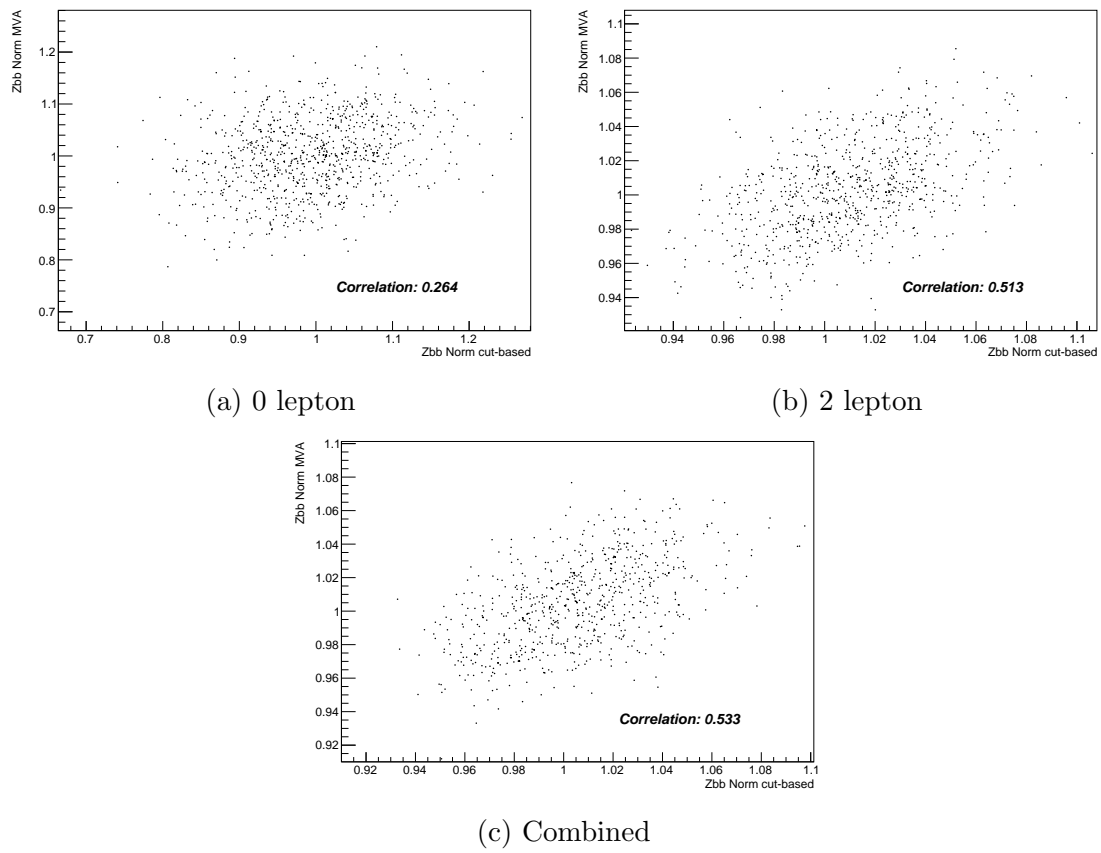 Zbb Norm MVA
1.2
1.1
1
0.9
0.8
0.7
Correlation: 0.264
0.7 0.8 0.9 1 1.1 1.2
Zbb Norm cut-based
(a) 0 lepton
Zbb Norm MVA
1.1
1.08
1.06
1.04
1.02
1
0.98
0.96
0.94
Correlation: 0.513
0.94 0.96 0.98 1 1.02 1.04 1.06 1.08 1.1
Zbb Norm cut-based
(b) 2 lepton
Zbb Norm MVA
1.1
1.08
1.06
1.04
1.02
1
0.98
0.96
0.94
0.92
Correlation: 0.533
0.92 0.94 0.96 0.98 1 1.02 1.04 1.06 1.08 1.1
Zbb Norm cut-based
(c) Combined